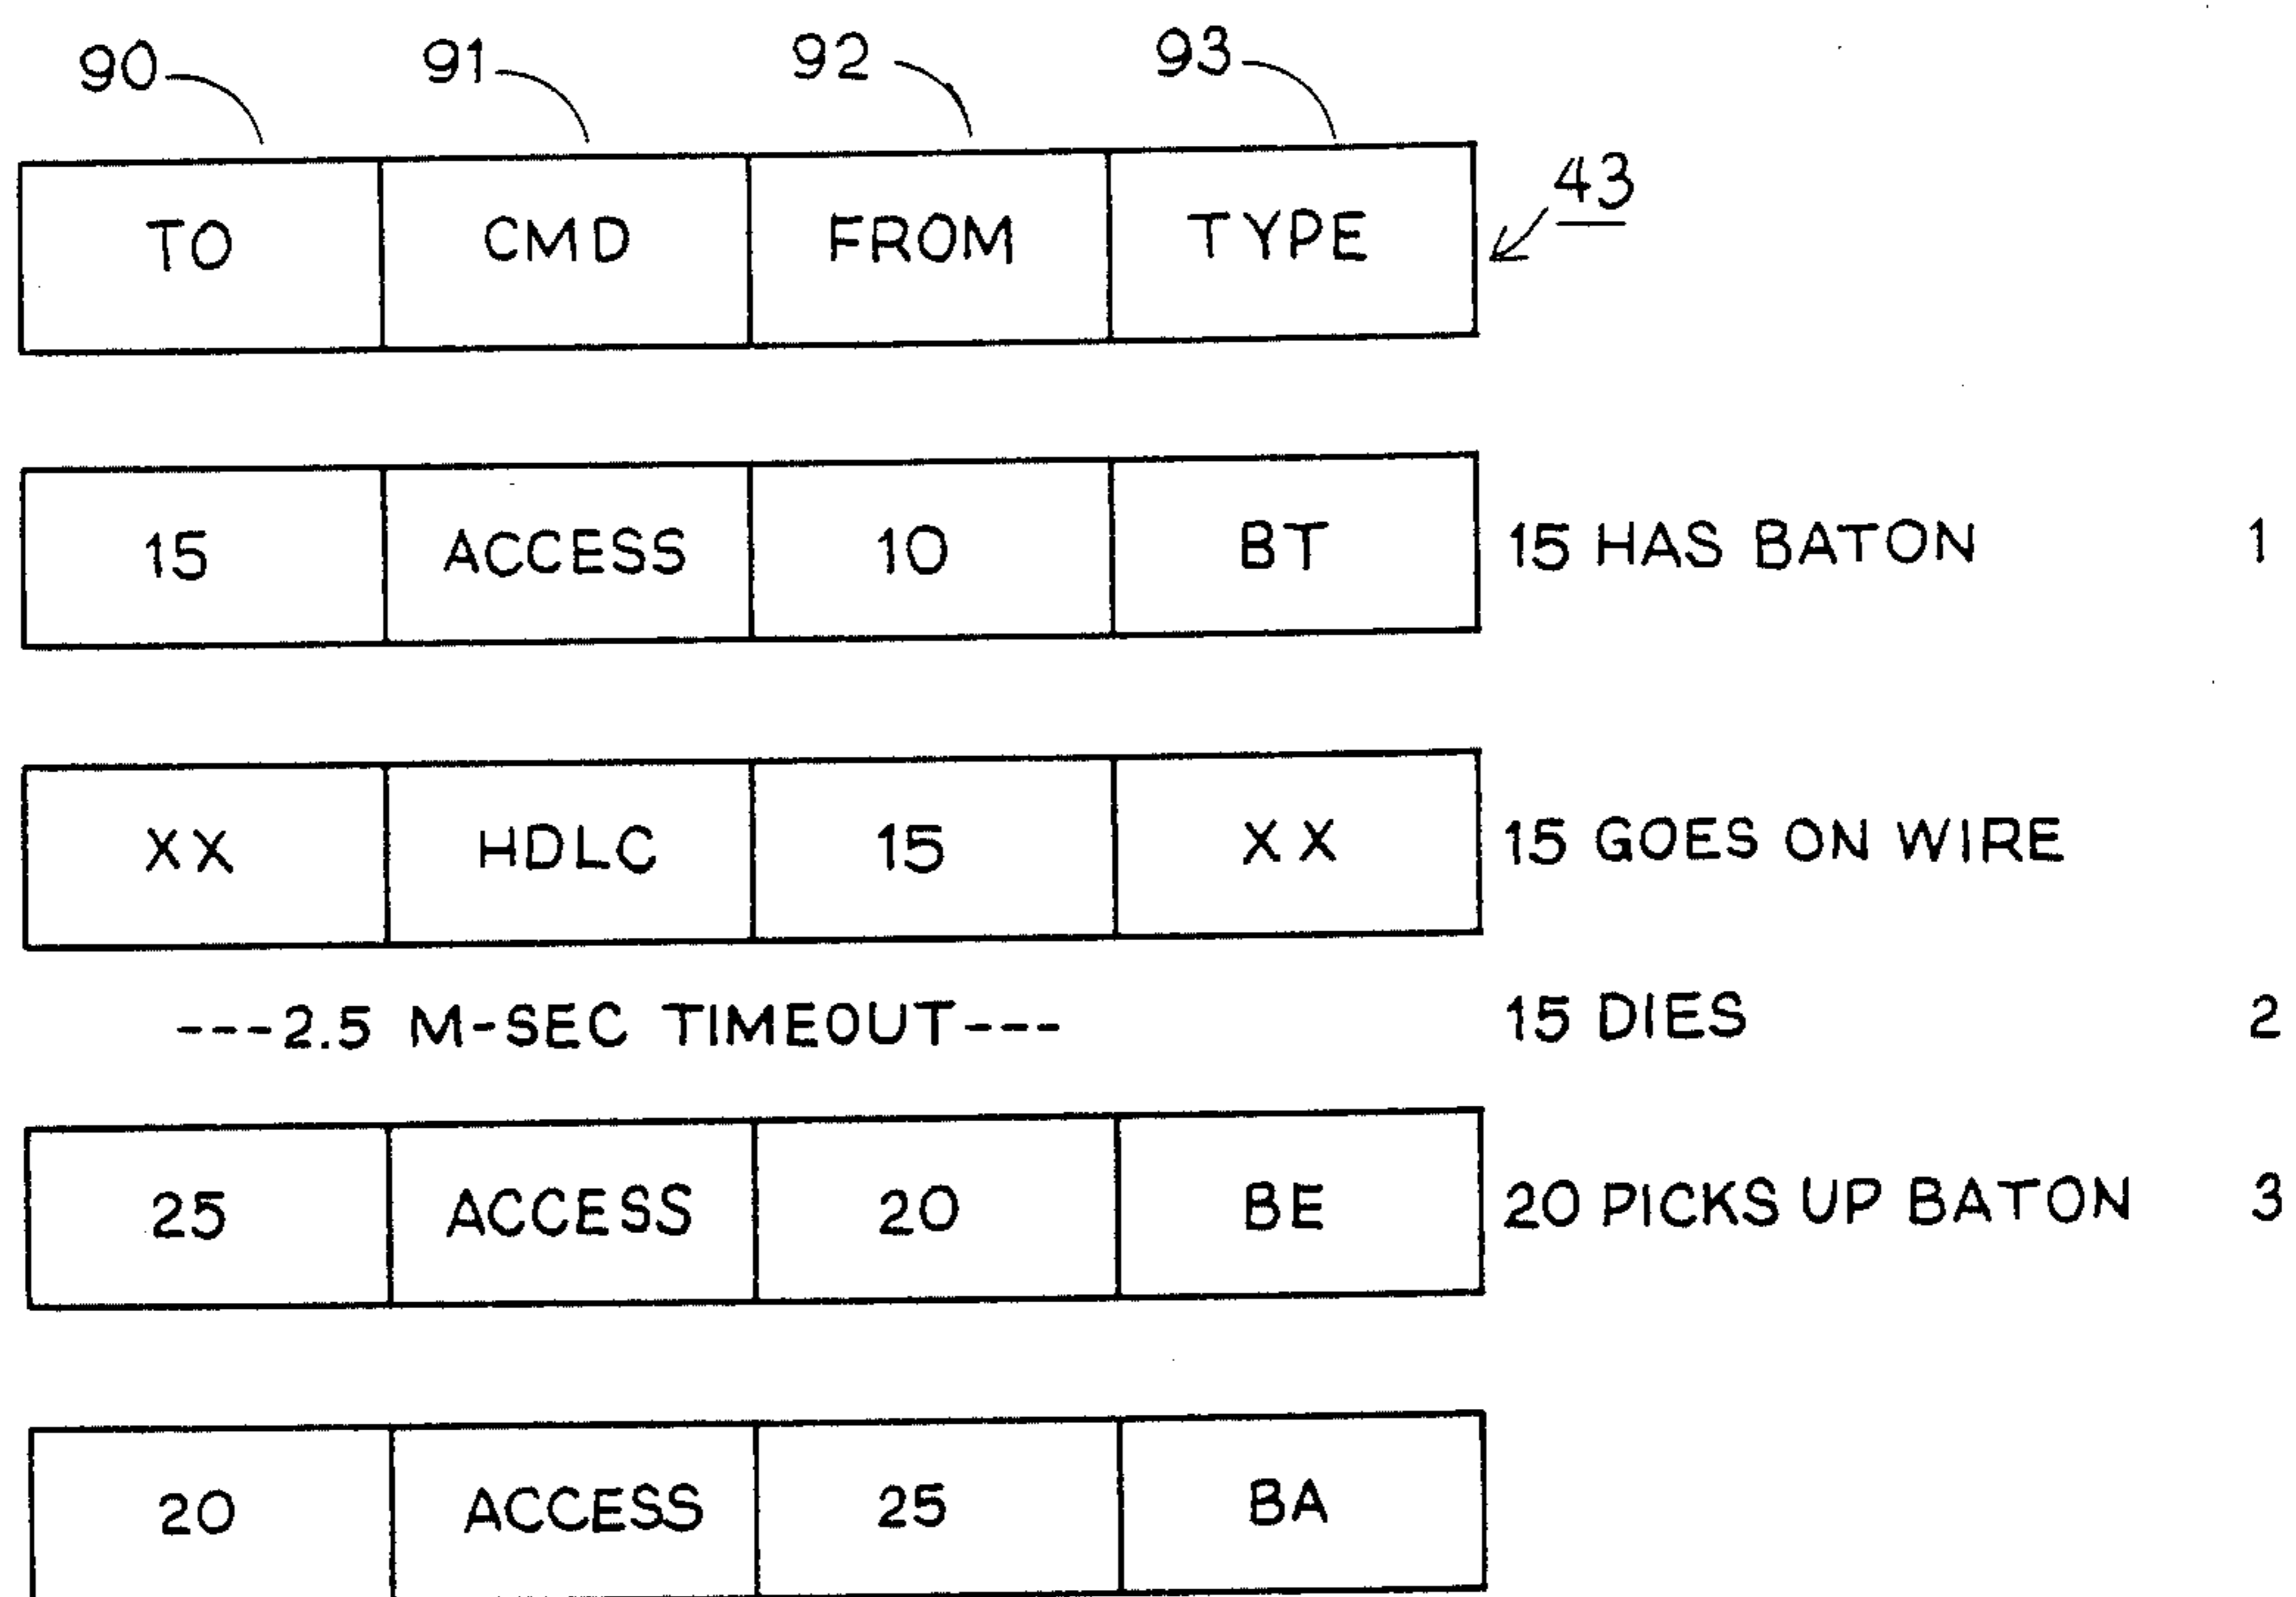 90 91 92 93
TO CMD FROM TYPE 43
15 ACCESS 10 BT 15 HAS BATON 1
XX HDLC 15 XX 15 GOES ON WIRE
---2.5 M-SEC TIMEOUT--- 15 DIES 2
25 ACCESS 20 BE 20 PICKS UP BATON 3
20 ACCESS 25 BA